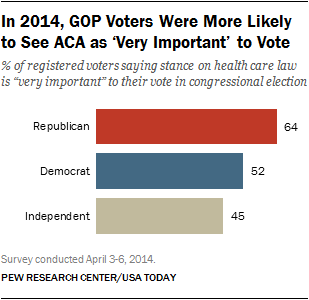 In 2014, GOP Voters Were More Likely
to See ACA as ‘Very Important’ to Vote
% of registered voters saying stance on health care law
is “very important” to their vote in congressional election
Republican 64
Democrat 52
Independent 45
Survey conducted April 3-6, 2014.
PEW RESEARCH CENTER/USA TODAY